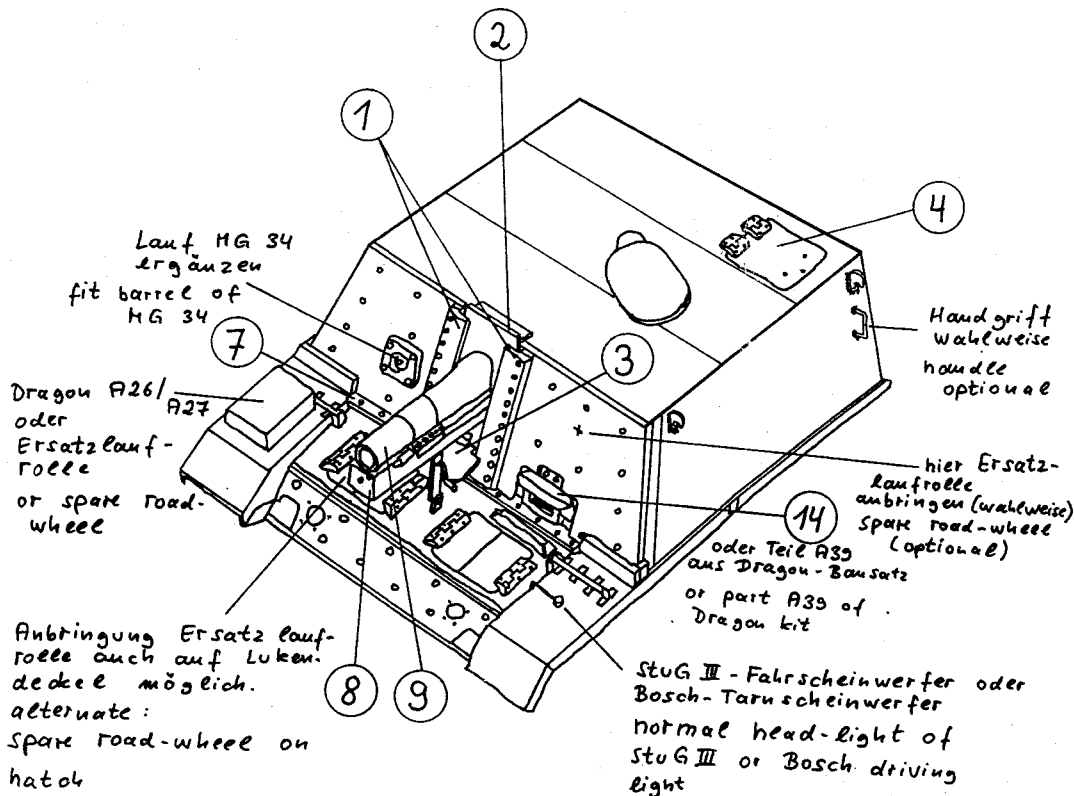 2
1
4
Lauf MG 34
ergänzen
fit barrel of
MG 34
7
3
Handgriff
wahlweise
handle
optional
Dragon A26/
A27
oder
Ersatzlauf-
rolle
or spare road-
wheel
hier Ersatz-
laufrolle
anbringen (wahlweise)
spare road-wheel
(optional)
14
oder Teil A39
aus Dragon-Bausatz
or part A39 of
Dragon kit
Anbringung Ersatzlauf-
rolle auch auf Luken-
deckel möglich.
alternate:
spare road-wheel on
hatch
8
9
StuG III-Fahrscheinwerfer oder
Bosch-Tarnscheinwerfer
normal head-light of
StuG III or Bosch driving
light